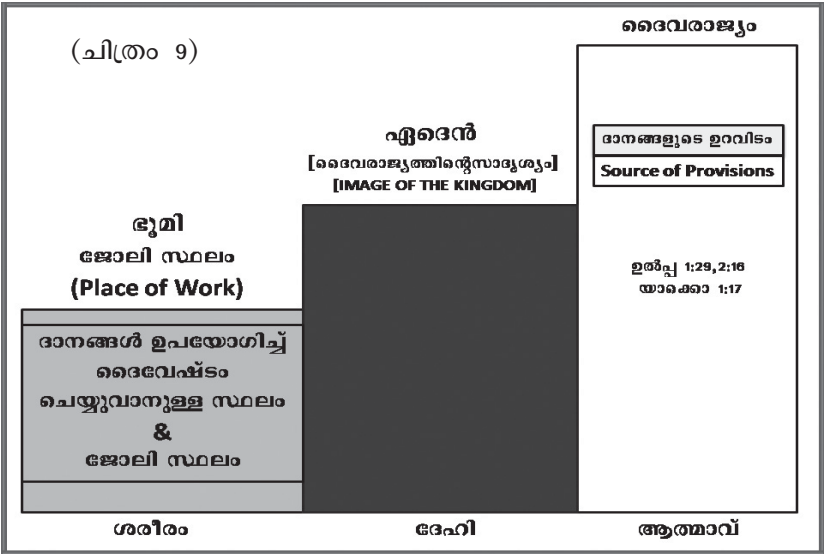 (ചിത്രം 9)
ദൈവരാജ്യം
ദാനങ്ങളുടെ ഉറവിടം
Source of Provisions
ഉൽപ്പ 1:29,2:16
യാക്കൊ 1:17
ഏദെൻ
[ദൈവരാജ്യത്തിന്റെസാദൃശ്യം]
[IMAGE OF THE KINGDOM]
ഭൂമി
ജോലി സ്ഥലം
(Place of Work)
ദാനങ്ങൾ ഉപയോഗിച്ച്
ദൈവേഷ്ടം
ചെയ്യുവാനുള്ള സ്ഥലം
&
ജോലി സ്ഥലം
ശരീരം
ദേഹി
ആത്മാവ്